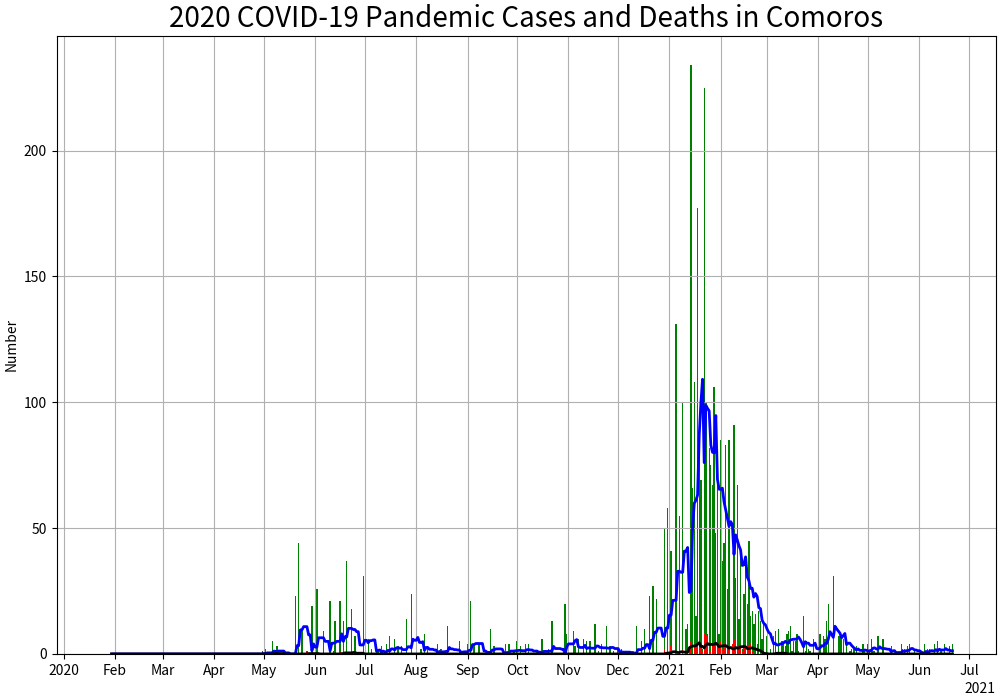 2020 COVID-19 Pandemic Cases and Deaths in Comoros
Number
200
150
100
50
0
2020 Feb Mar Apr May Jun Jul Aug Sep Oct Nov Dec 2021 Feb Mar Apr May Jun Jul
2021